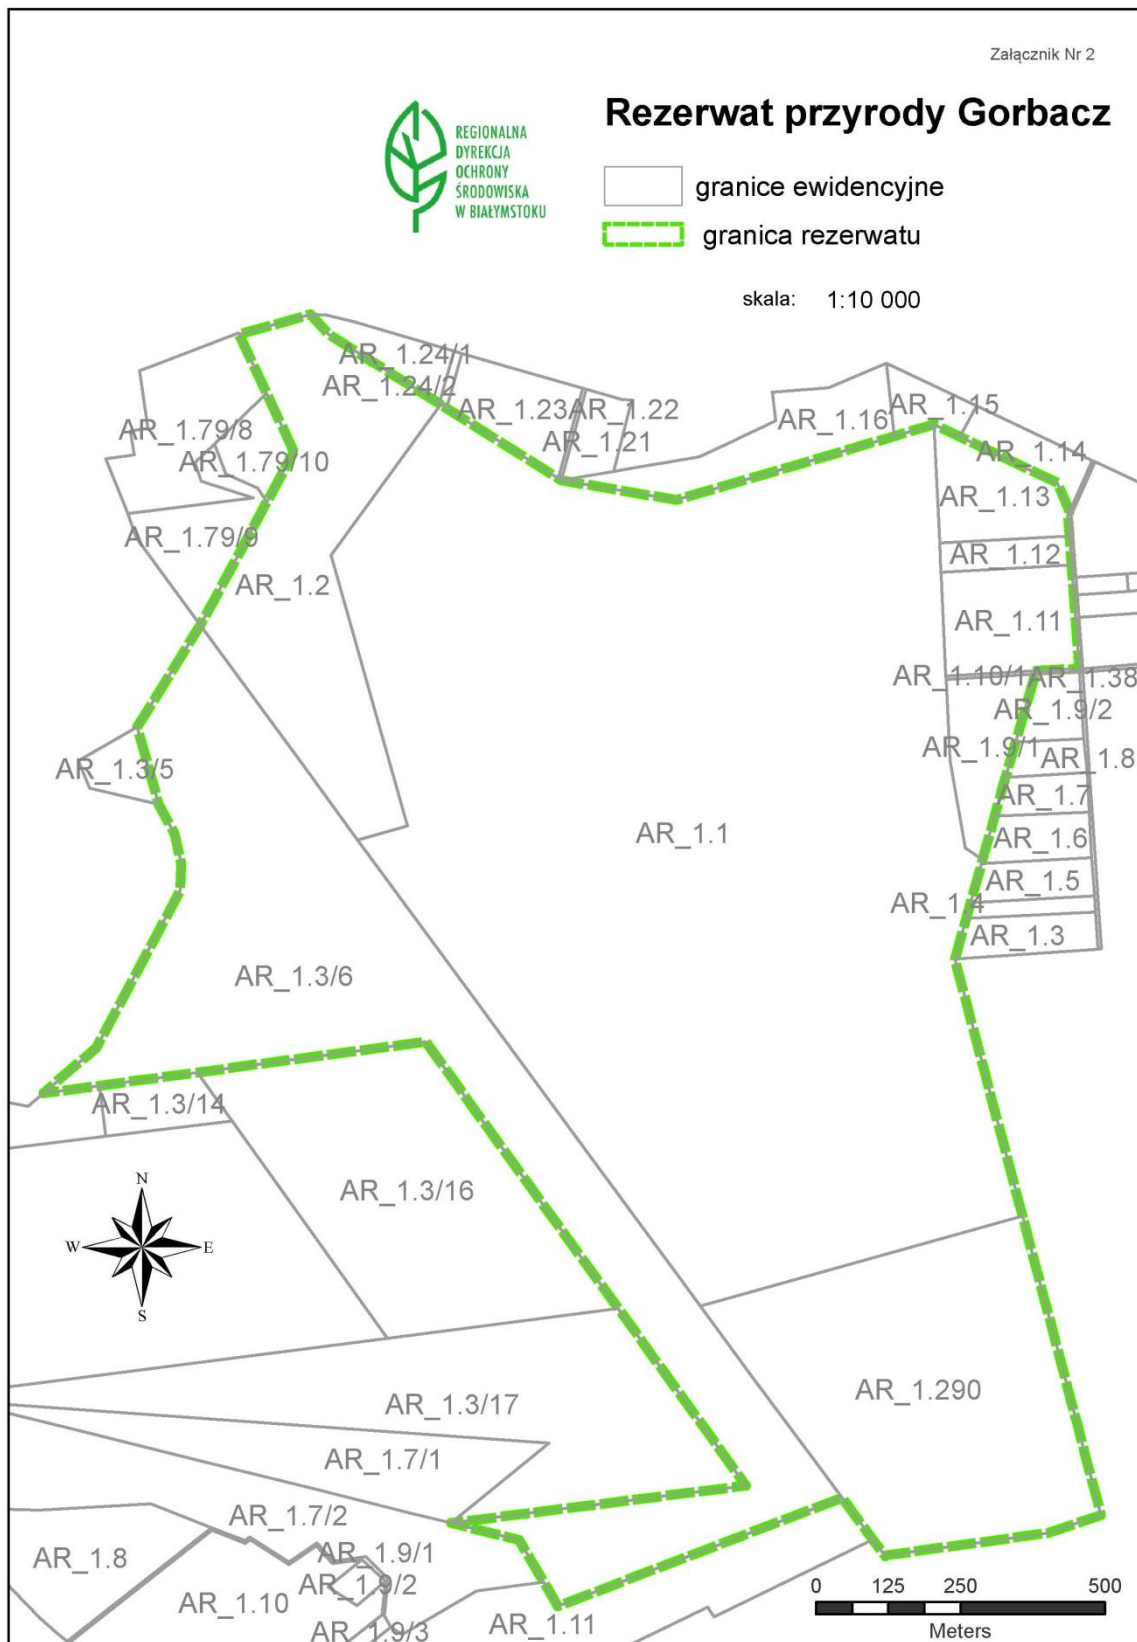 Załącznik Nr 2
Rezerwat przyrody Gorbacz
REGIONALNA
DYREKCJA
OCHRONY
ŚRODOWISKA
W BIAŁYMSTOKU
granice ewidencyjne
granica rezerwatu
skala: 1:10 000
AR_1.24/1
AR_1.24/2
AR_1.23
AR_1.22
AR_1.21
AR_1.16
AR_1.15
AR_1.14
AR_1.79/8
AR_1.79/10
AR_1.13
AR_1.79/9
AR_1.12
AR_1.2
AR_1.11
AR_1.10/1
AR_1.38
AR_1.9/2
AR_1.9/1
AR_1.8
AR_1.3/5
AR_1.7
AR_1.1
AR_1.6
AR_1.5
AR_1.4
AR_1.3
AR_1.3/6
AR_1.3/14
AR_1.3/16
N
W
E
S
AR_1.290
AR_1.3/17
AR_1.7/1
AR_1.7/2
AR_1.9/1
AR_1.8
AR_1.9/2
AR_1.10
AR_1.11
AR_1.9/3
0 125 250 500
Meters